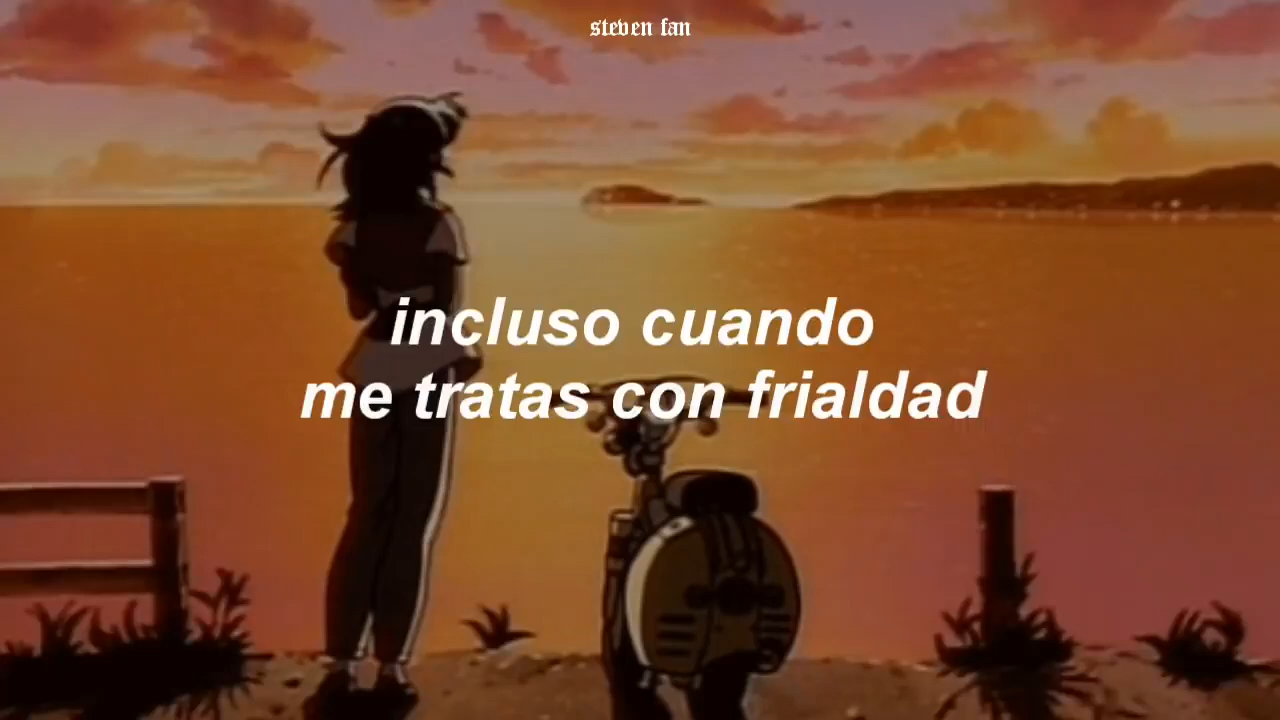 steven fan
incluso cuando
me tratas con frialdad